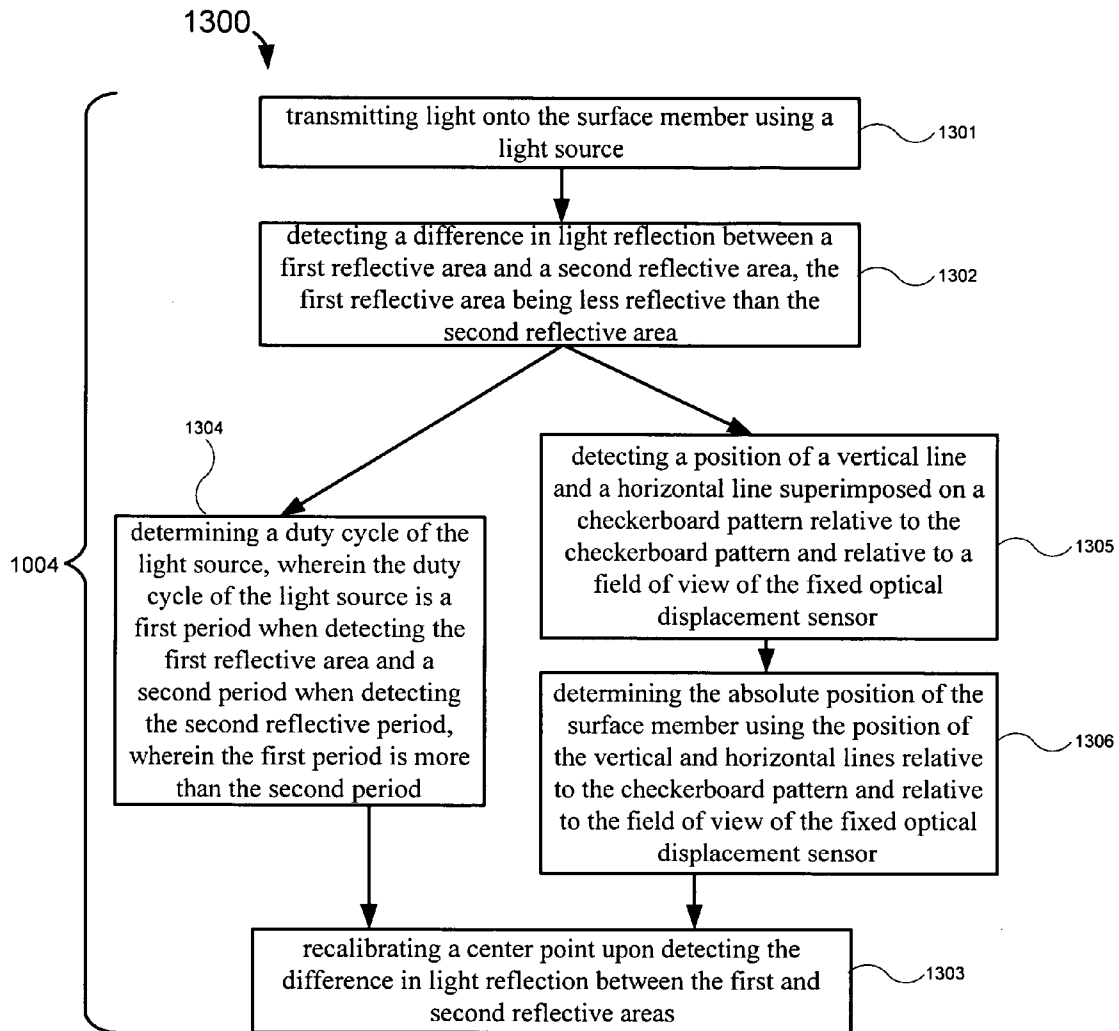 1300
transmitting light onto the surface member using a
light source
1301
detecting a difference in light reflection between a
first reflective area and a second reflective area, the
first reflective area being less reflective than the
second reflective area
1302
1304
determining a duty cycle of the
light source, wherein the duty
cycle of the light source is a
first period when detecting the
first reflective area and a
second period when detecting
the second reflective period,
wherein the first period is more
than the second period
1004
detecting a position of a vertical
line and a horizontal line
superimposed on a
checkerboard pattern relative to
the checkerboard pattern and
relative to a field of view of the
fixed optical displacement
sensor
1305
determining the absolute
position of the surface member
using the position of the vertical
and horizontal lines relative to
the checkerboard pattern and
relative to the field of view of
the fixed optical displacement
sensor
1306
recalibrating a center point upon detecting the
difference in light reflection between the first and
second reflective areas
1303